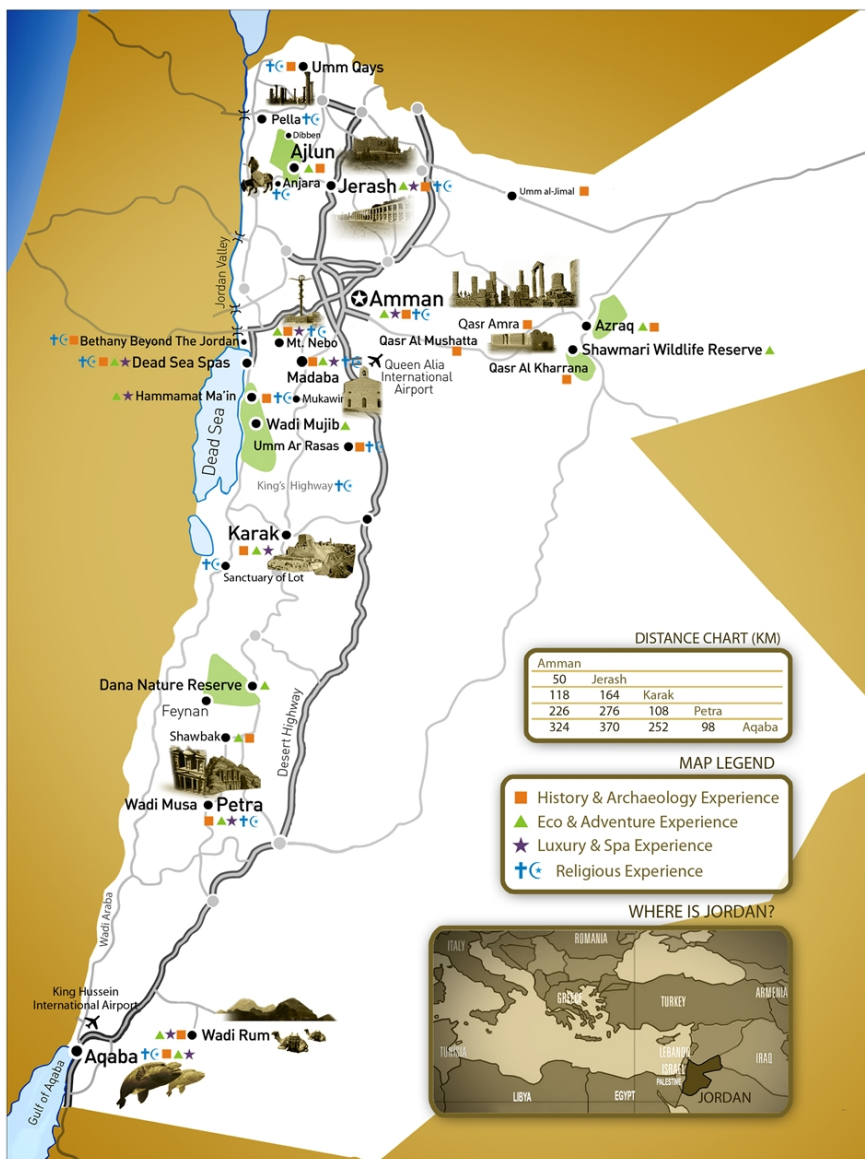 Umm Qays
Pella
Dibben
Ajlun
Anjara
Jerash
Umm al-Jimal
Jordan Valley
Amman
Qasr Amra
Azraq
Bethany Beyond The Jordan
Mt. Nebo
Qasr Al Mushatta
Shawmari Wildlife Reserve
Dead Sea Spas
Madaba
Queen Alia
International
Airport
Qasr Al Kharrana
Hammamat Ma'in
Mukawir
Dead Sea
Wadi Mujib
Umm Ar Rasas
King's Highway
Karak
Sanctuary of Lot
Dana Nature Reserve
Feynan
Desert Highway
Shawbak
Wadi Musa
Petra
Wadi Araba
King Hussein
International Airport
Wadi Rum
Aqaba
Gulf of Aqaba
DISTANCE CHART (KM)
Amman
50 Jerash
118 164 Karak
226 276 108 Petra
324 370 252 98 Aqaba
MAP LEGEND
History & Archaeology Experience
Eco & Adventure Experience
Luxury & Spa Experience
Religious Experience
WHERE IS JORDAN?
ITALY
ROMANIA
GREECE
TURKEY
ARMENIA
TUNISIA
LEBANON
ISRAEL
PALESTINE
IRAQ
LIBYA
EGYPT
JORDAN